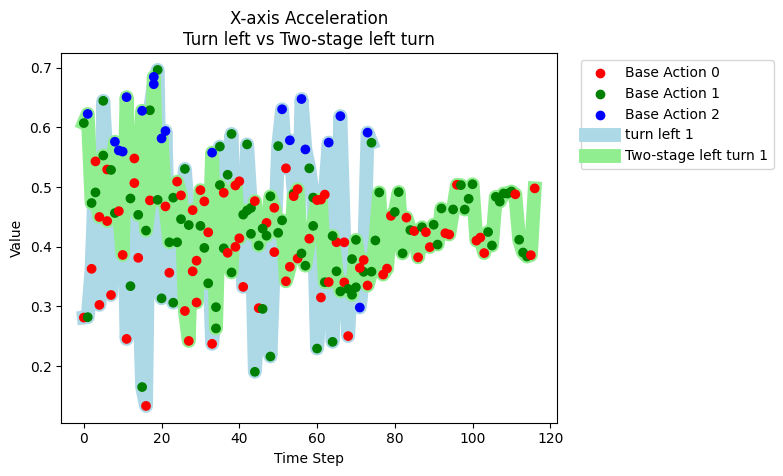 X-axis Acceleration
Turn left vs Two-stage left turn
Value
0.7
0.6
0.5
0.4
0.3
0.2
0
20
40
60
80
100
120
Time Step
Base Action 0
Base Action 1
Base Action 2
turn left 1
Two-stage left turn 1